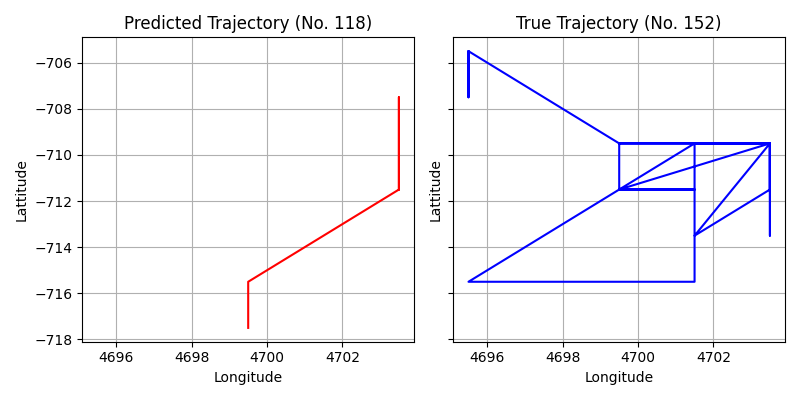 Predicted Trajectory (No. 118)
True Trajectory (No. 152)
Lattitude
−706
−708
−710
−712
−714
−716
−718
4696
4698
4700
4702
Longitude
Lattitude
4696
4698
4700
4702
Longitude